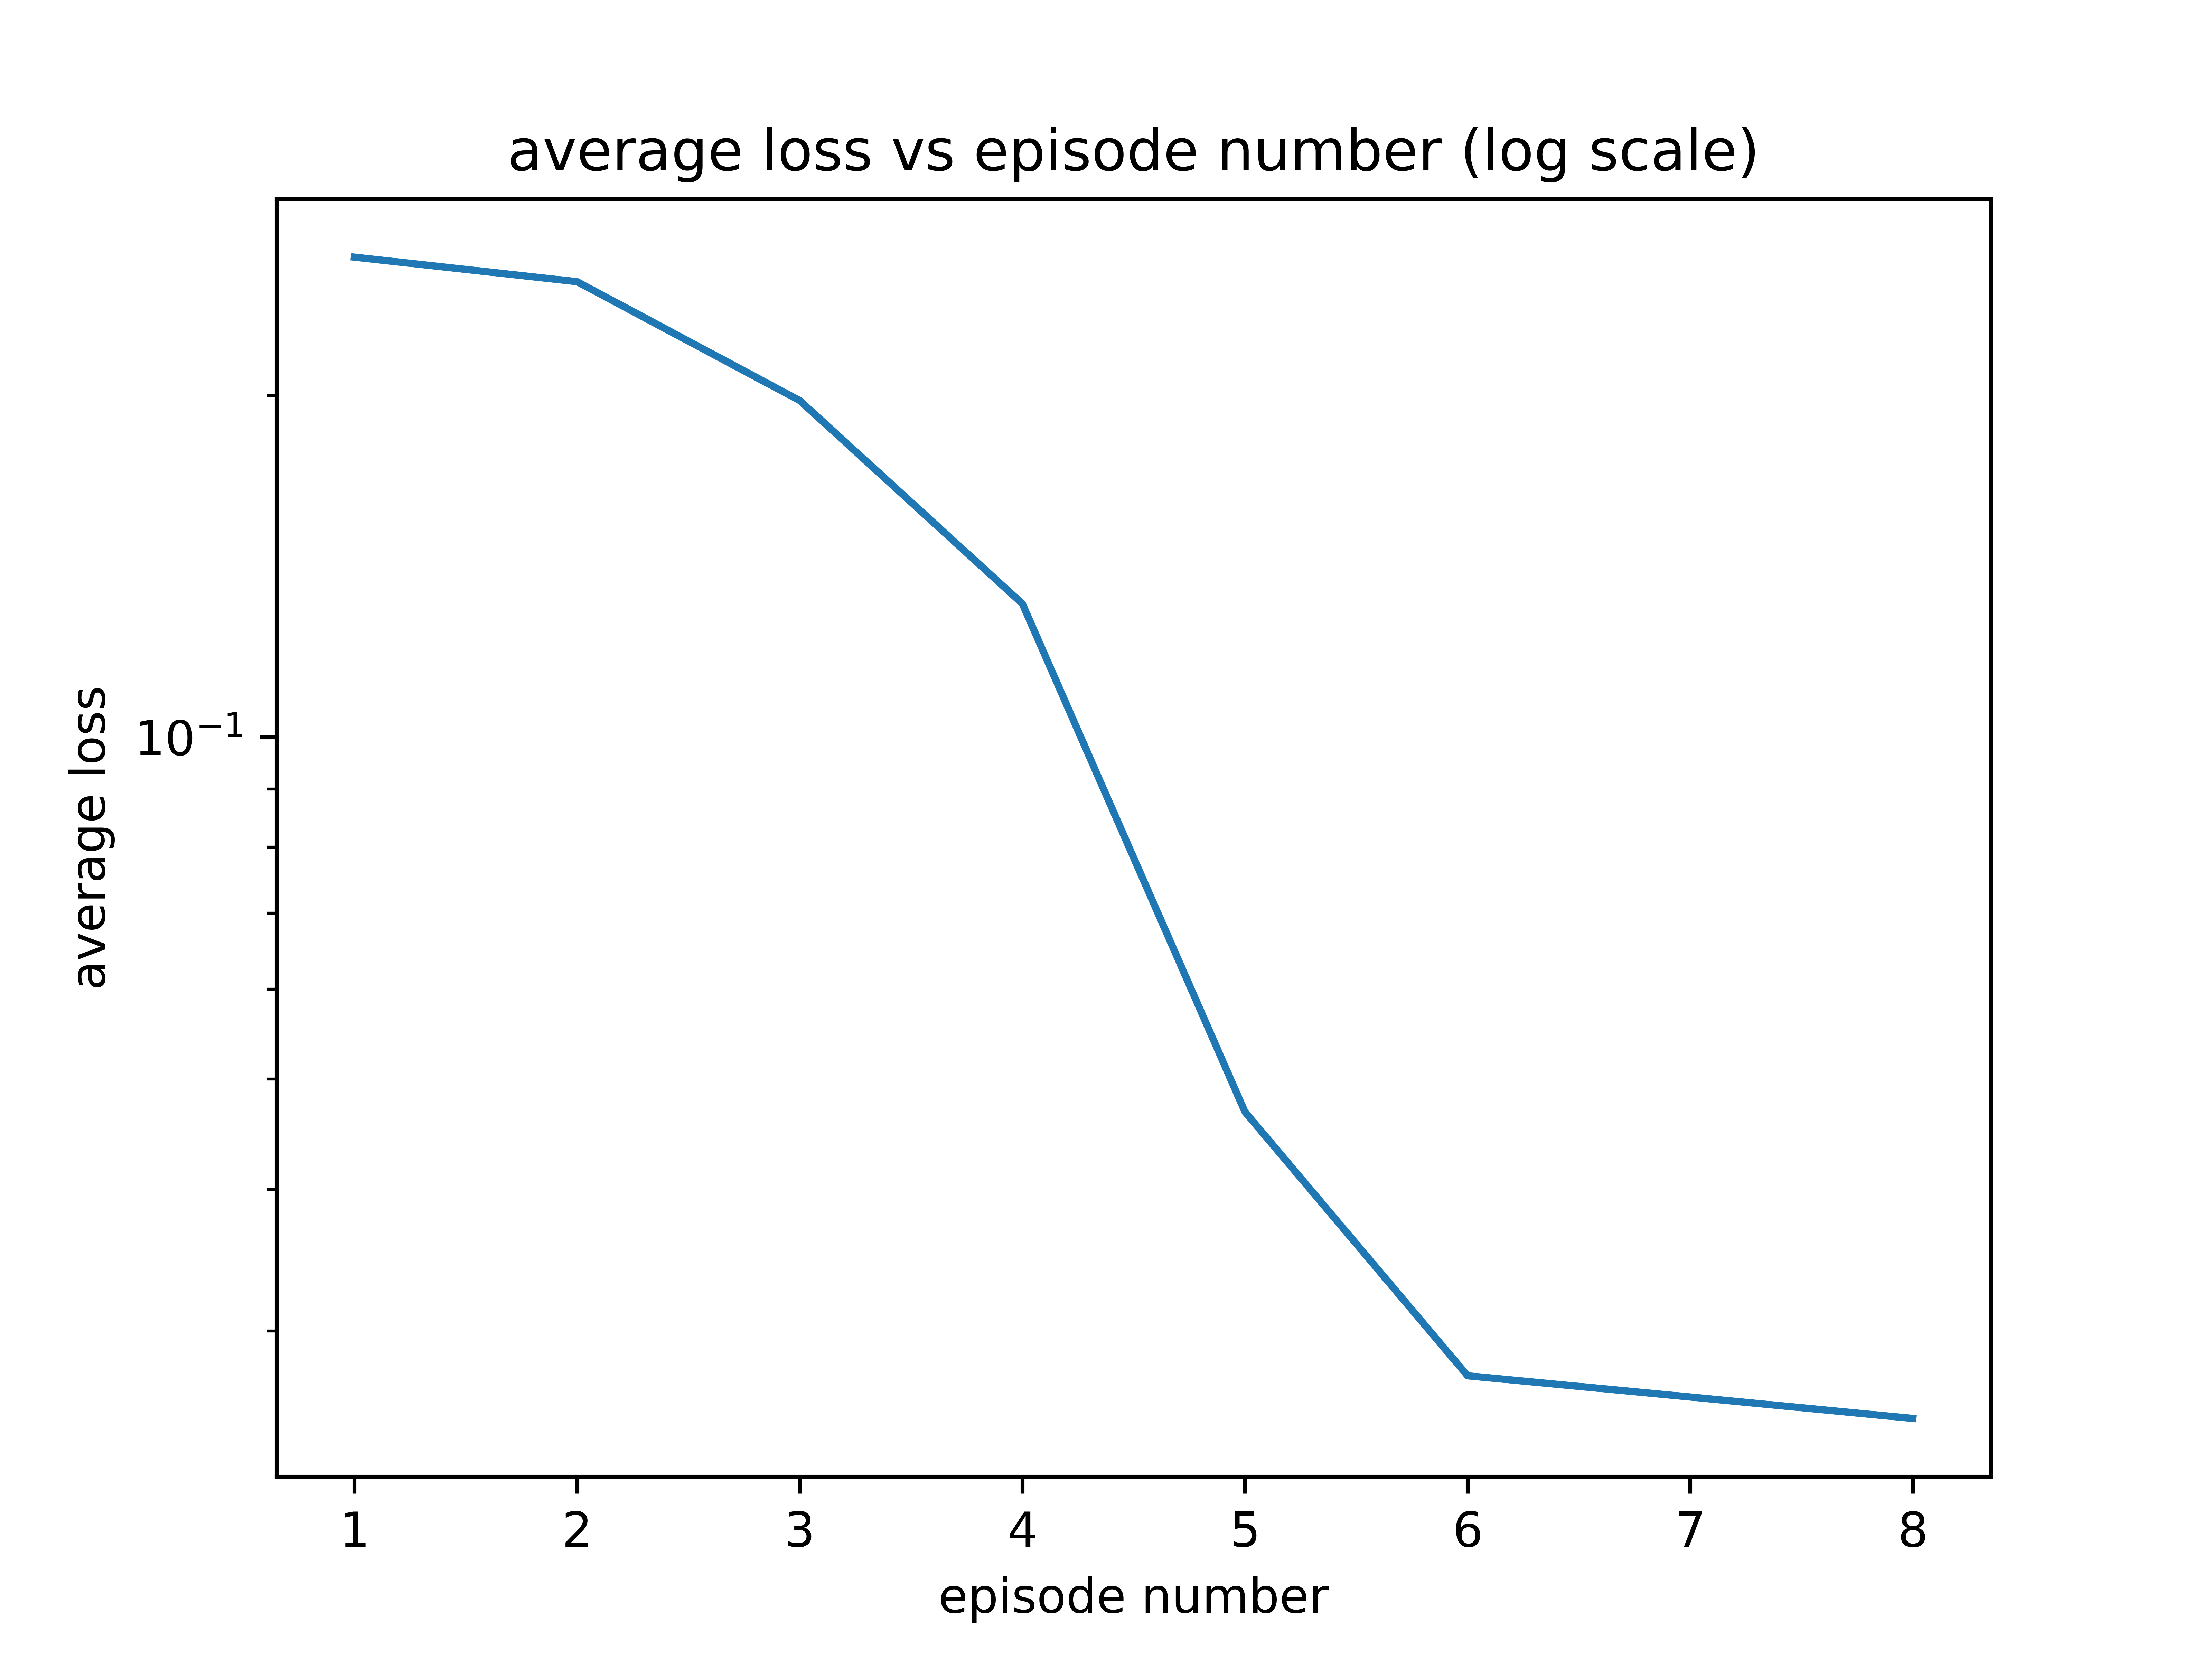 average loss vs episode number (log scale)
average loss
10⁻¹
1 2 3 4 5 6 7 8
episode number